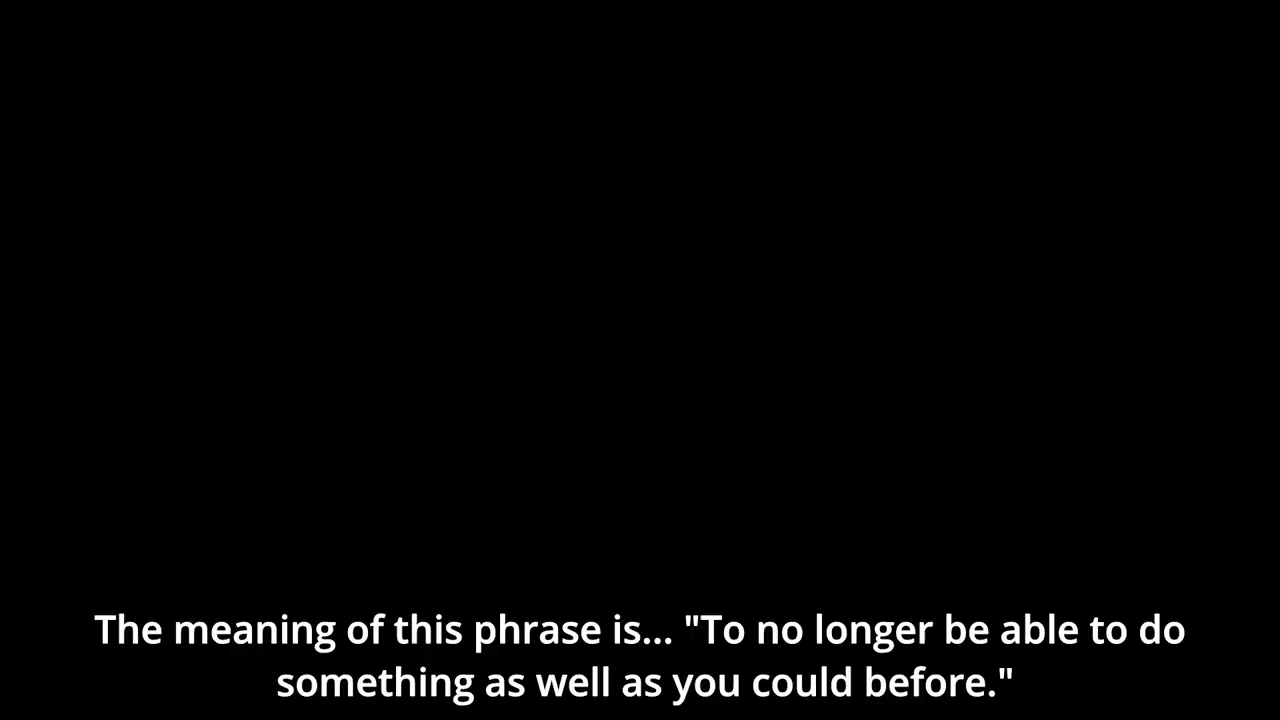 The meaning of this phrase is... "To no longer be able to do
something as well as you could before."